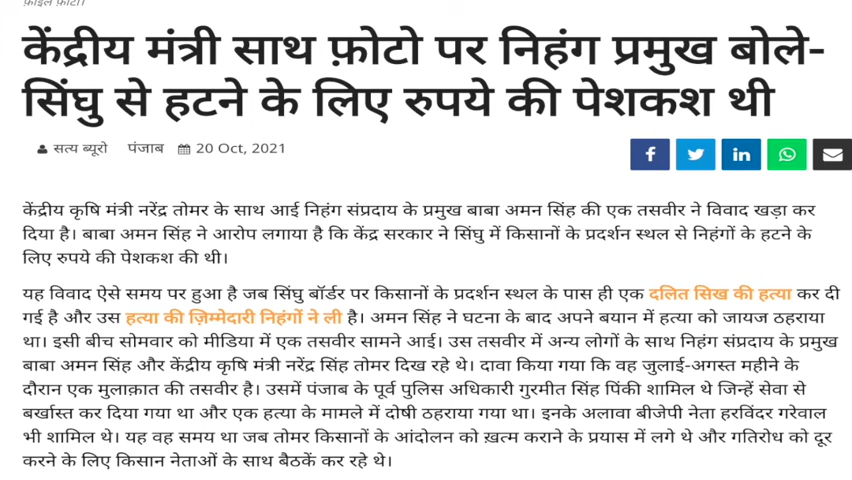 फ़ाइल फ़ोटो।
केंद्रीय मंत्री साथ फ़ोटो पर निहंग प्रमुख बोले-
सिंघु से हटने के लिए रुपये की पेशकश थी
सत्य ब्यूरो पंजाब 20 Oct, 2021
केंद्रीय कृषि मंत्री नरेंद्र तोमर के साथ आई निहंग संप्रदाय के प्रमुख बाबा अमन सिंह की एक तसवीर ने विवाद खड़ा कर
दिया है। बाबा अमन सिंह ने आरोप लगाया है कि केंद्र सरकार ने सिंघु में किसानों के प्रदर्शन स्थल से निहंगों के हटने के
लिए रुपये की पेशकश की थी।
यह विवाद ऐसे समय पर हुआ है जब सिंघु बॉर्डर पर किसानों के प्रदर्शन स्थल के पास ही एक दलित सिख की हत्या कर दी
गई है और उस हत्या की ज़िम्मेदारी निहंगों ने ली है। अमन सिंह ने घटना के बाद अपने बयान में हत्या को जायज ठहराया
था। इसी बीच सोमवार को मीडिया में एक तसवीर सामने आई। उस तसवीर में अन्य लोगों के साथ निहंग संप्रदाय के प्रमुख
बाबा अमन सिंह और केंद्रीय कृषि मंत्री नरेंद्र सिंह तोमर दिख रहे थे। दावा किया गया कि वह जुलाई-अगस्त महीने के
दौरान एक मुलाक़ात की तसवीर है। उसमें पंजाब के पूर्व पुलिस अधिकारी गुरमीत सिंह पिंकी शामिल थे जिन्हें सेवा से
बर्खास्त कर दिया गया था और एक हत्या के मामले में दोषी ठहराया गया था। इनके अलावा बीजेपी नेता हरविंदर गरेवाल
भी शामिल थे। यह वह समय था जब तोमर किसानों के आंदोलन को ख़त्म कराने के प्रयास में लगे थे और गतिरोध को दूर
करने के लिए किसान नेताओं के साथ बैठकें कर रहे थे।